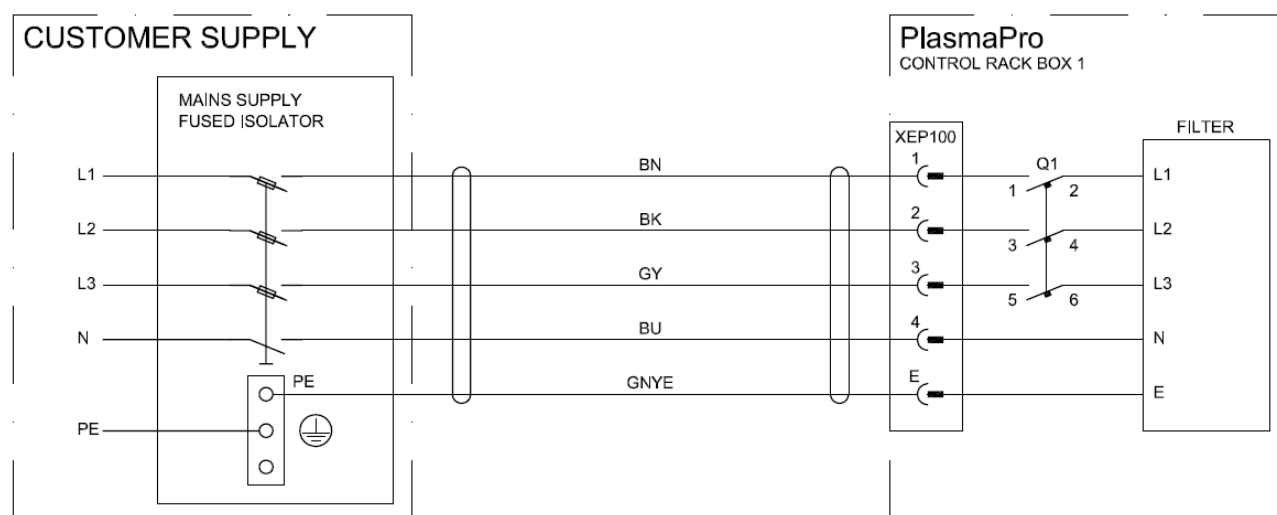 CUSTOMER SUPPLY
MAINS SUPPLY
FUSED ISOLATOR
L1
L2
L3
N
PE
PE
BN
BK
GY
BU
GNYE
PlasmaPro
CONTROL RACK BOX 1
XEP100
1
2
3
4
E
Q1
1 2
3 4
5 6
FILTER
L1
L2
L3
N
E